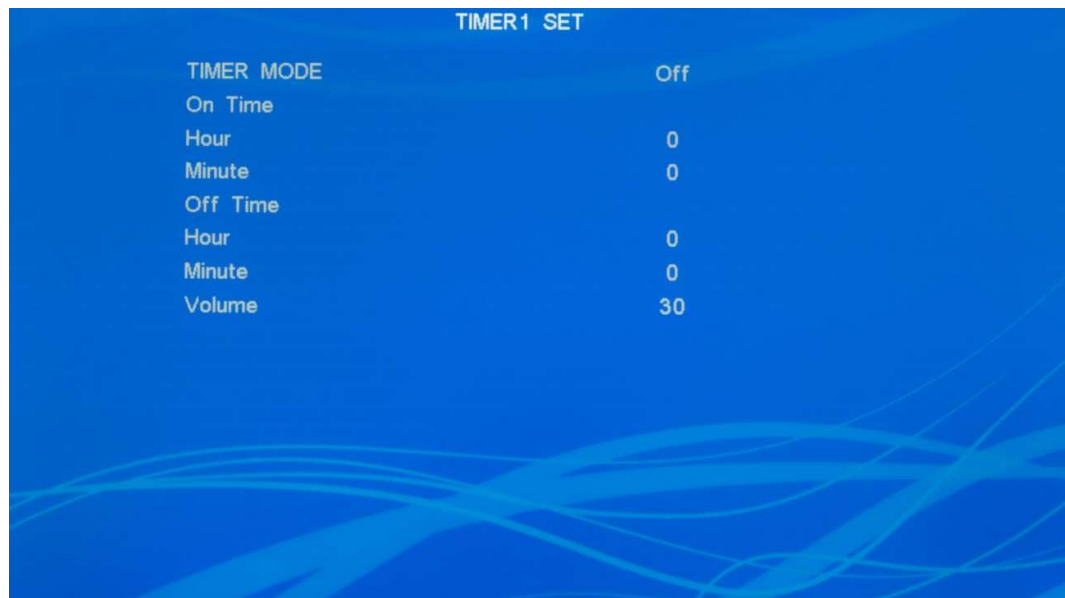 TIMER1 SET
TIMER MODE Off
On Time
Hour 0
Minute 0
Off Time
Hour 0
Minute 0
Volume 30